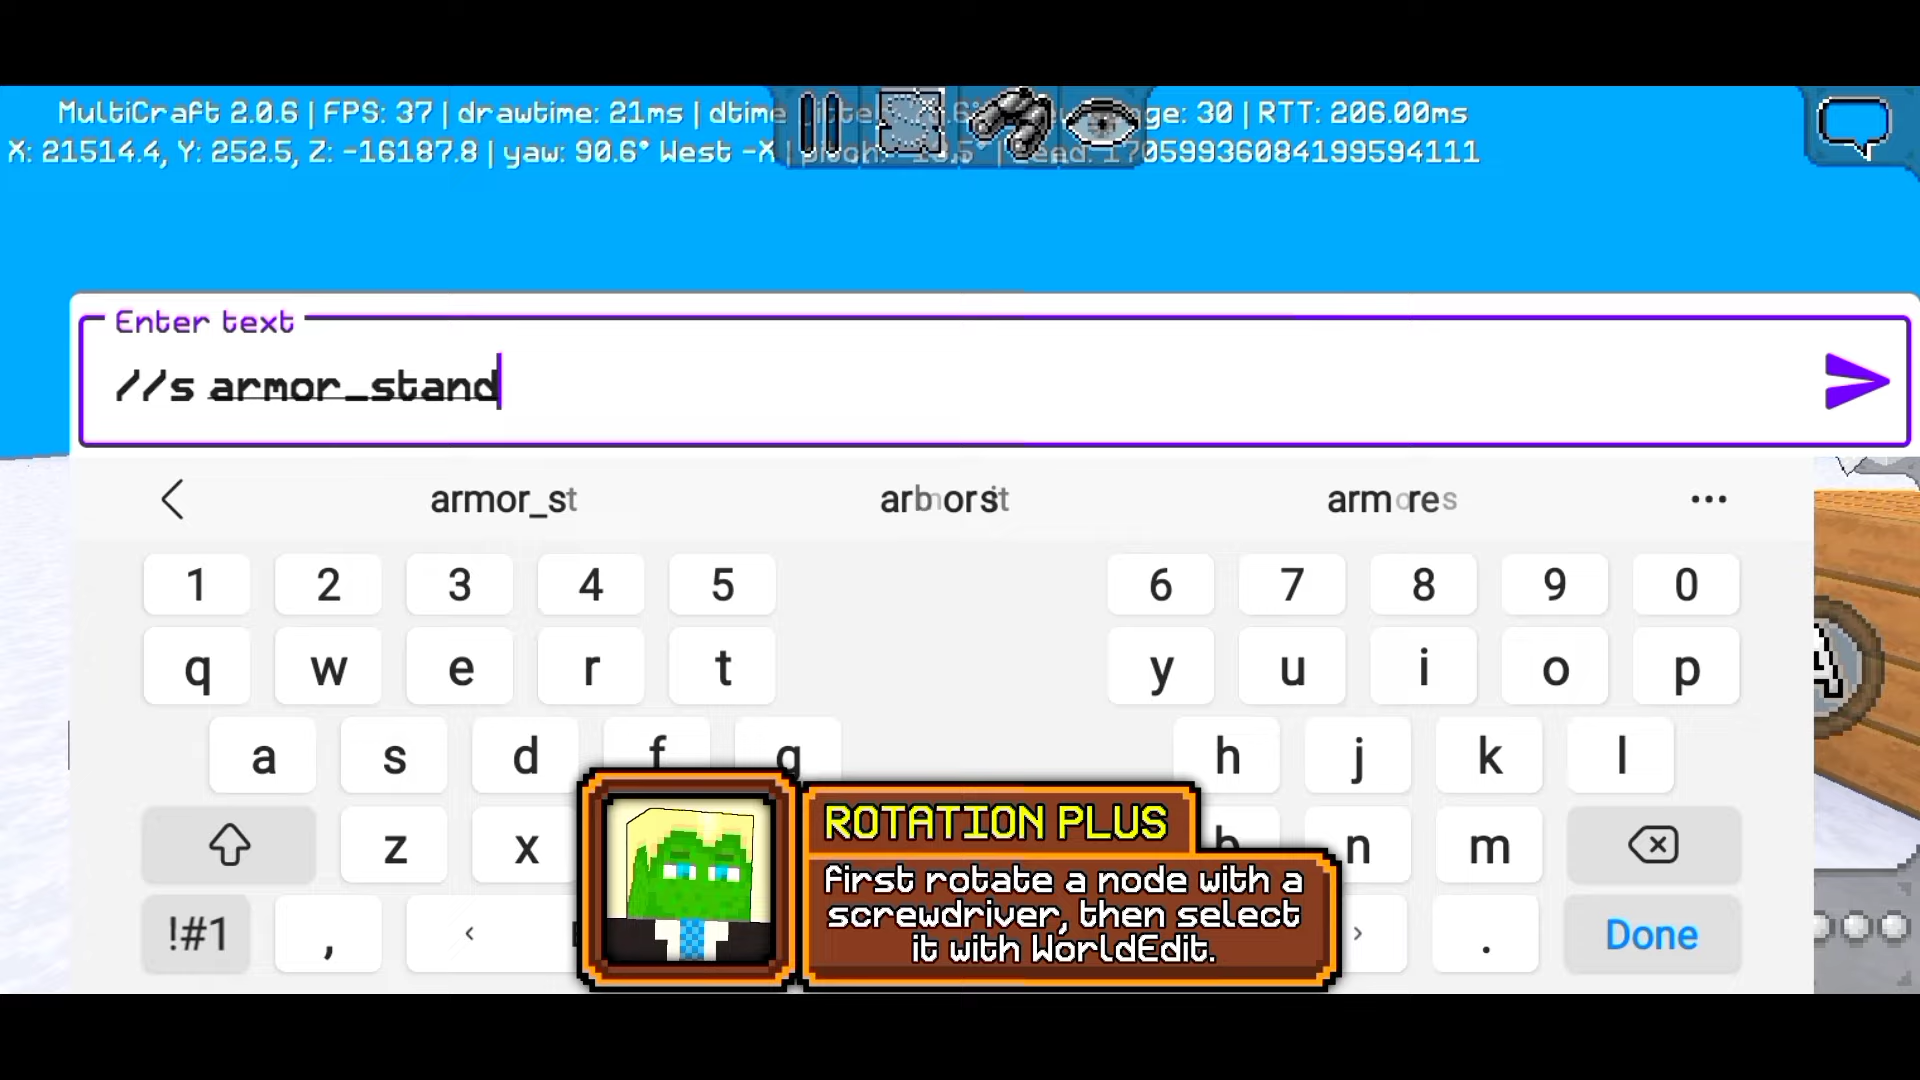 MultiCraft 2.0.6 | FPS: 37 | drawtime: 21ms | dtime
ge: 30 | RTT: 206.00ms
X: 21514.4, Y: 252.5, Z: -16187.8 | yaw: 90.6° West -X
17059936084199594111
Enter text
//s armor_stand
armor_st
1 2 3 4 5 6 7 8 9 0
q w e r t y u i o p
a s d f g h j k l
z x b n m
!#1 , . Done
ROTATION PLUS
first rotate a node with a
screwdriver, then select
it with WorldEdit.